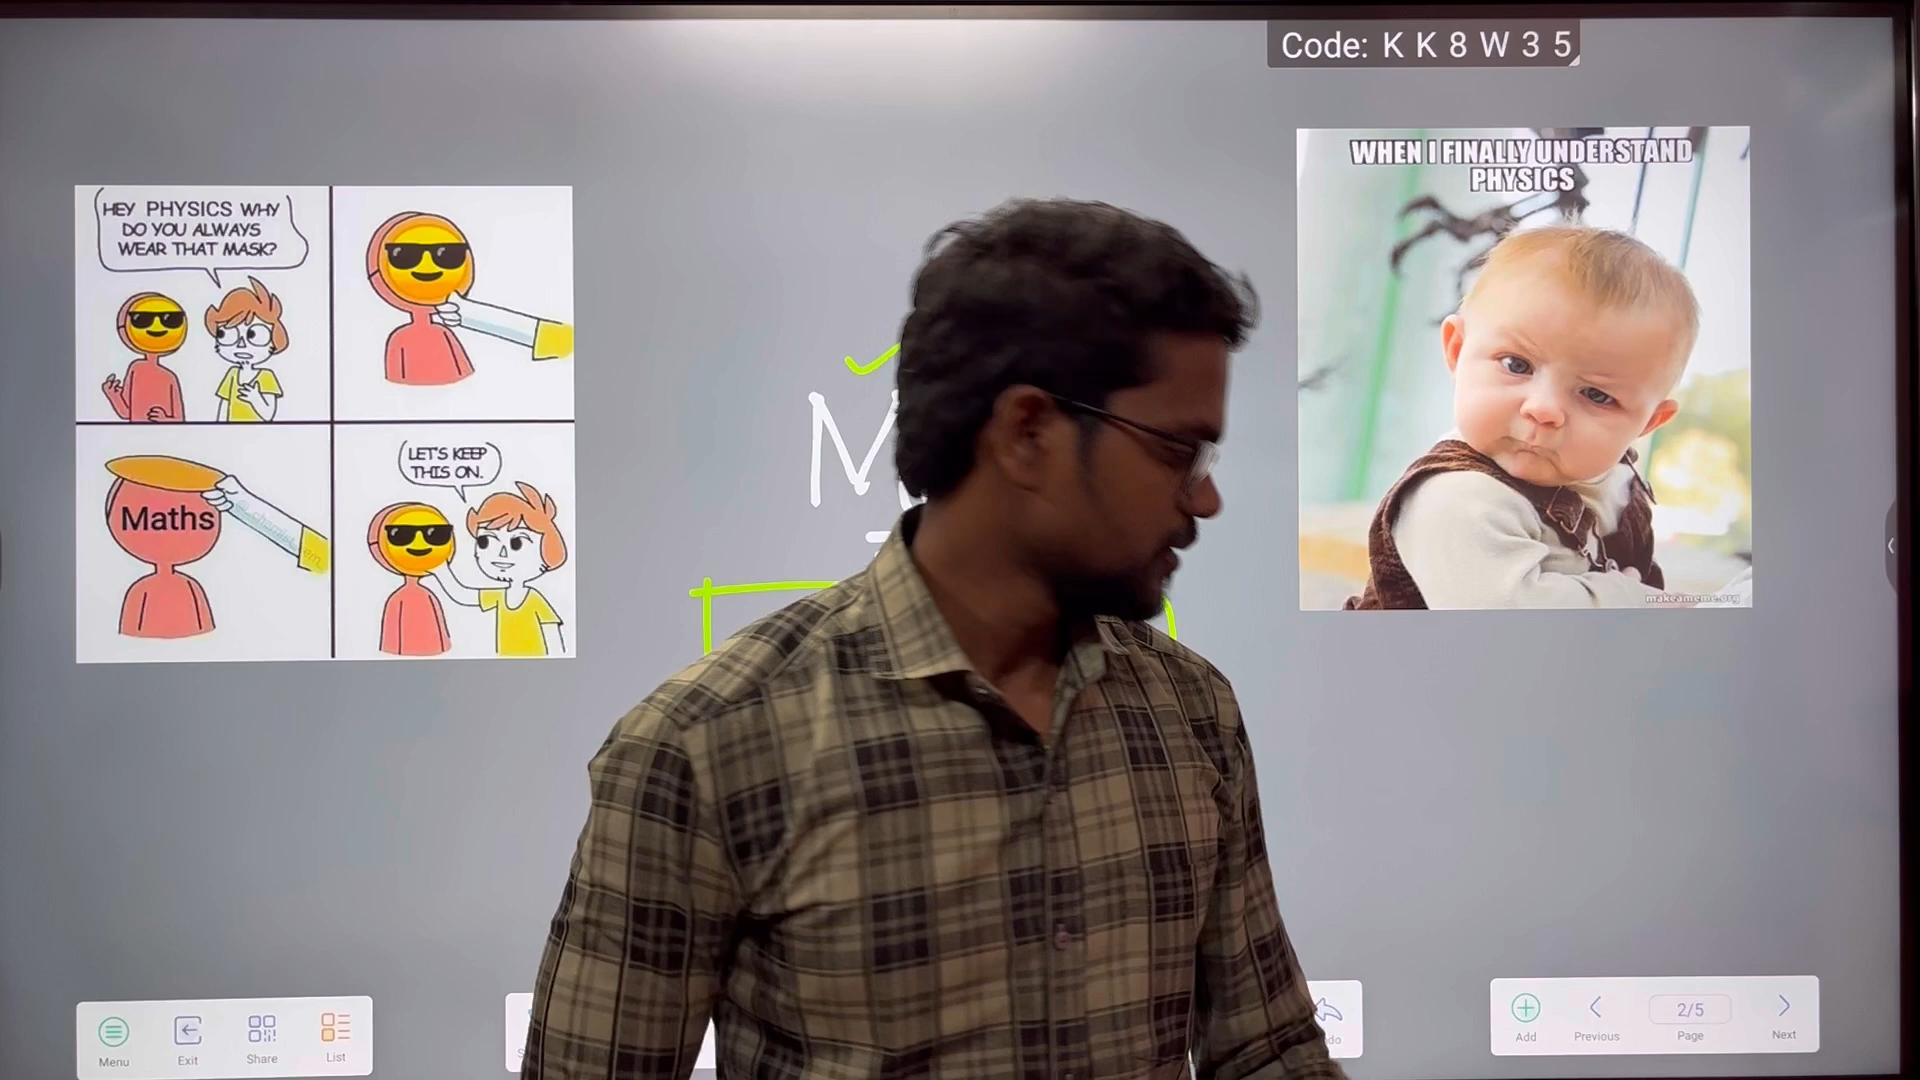 Code: K K 8 W 3 5
HEY PHYSICS WHY
DO YOU ALWAYS
WEAR THAT MASK?
Maths
LET'S KEEP
THIS ON.
M
WHEN I FINALLY UNDERSTAND
PHYSICS
makeameme.org
Menu
Exit
Share
List
Add
Previous
2/5
Page
Next